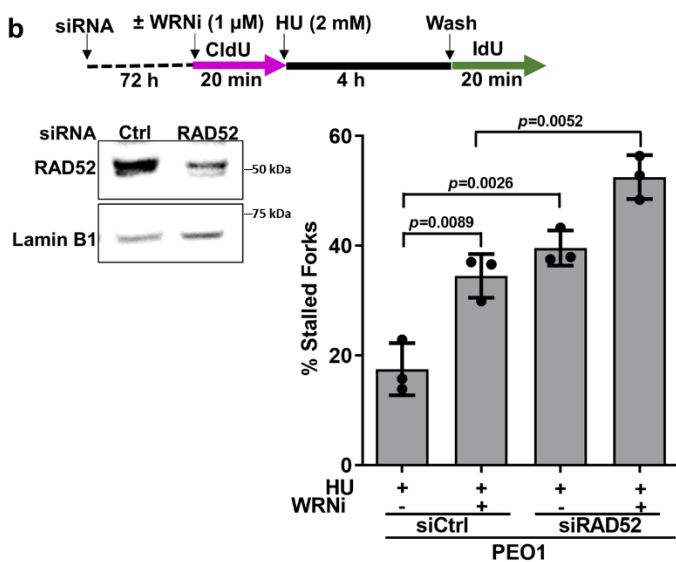 b
siRNA ± WRNi (1 µM) HU (2 mM) Wash
CldU IdU
72 h 20 min 4 h 20 min
siRNA Ctrl RAD52
RAD52
50 kDa
75 kDa
Lamin B1
% Stalled Forks
60
40
20
0
p=0.0052
p=0.0026
p=0.0089
HU + + + +
WRNi - + - +
siCtrl siRAD52
PEO1